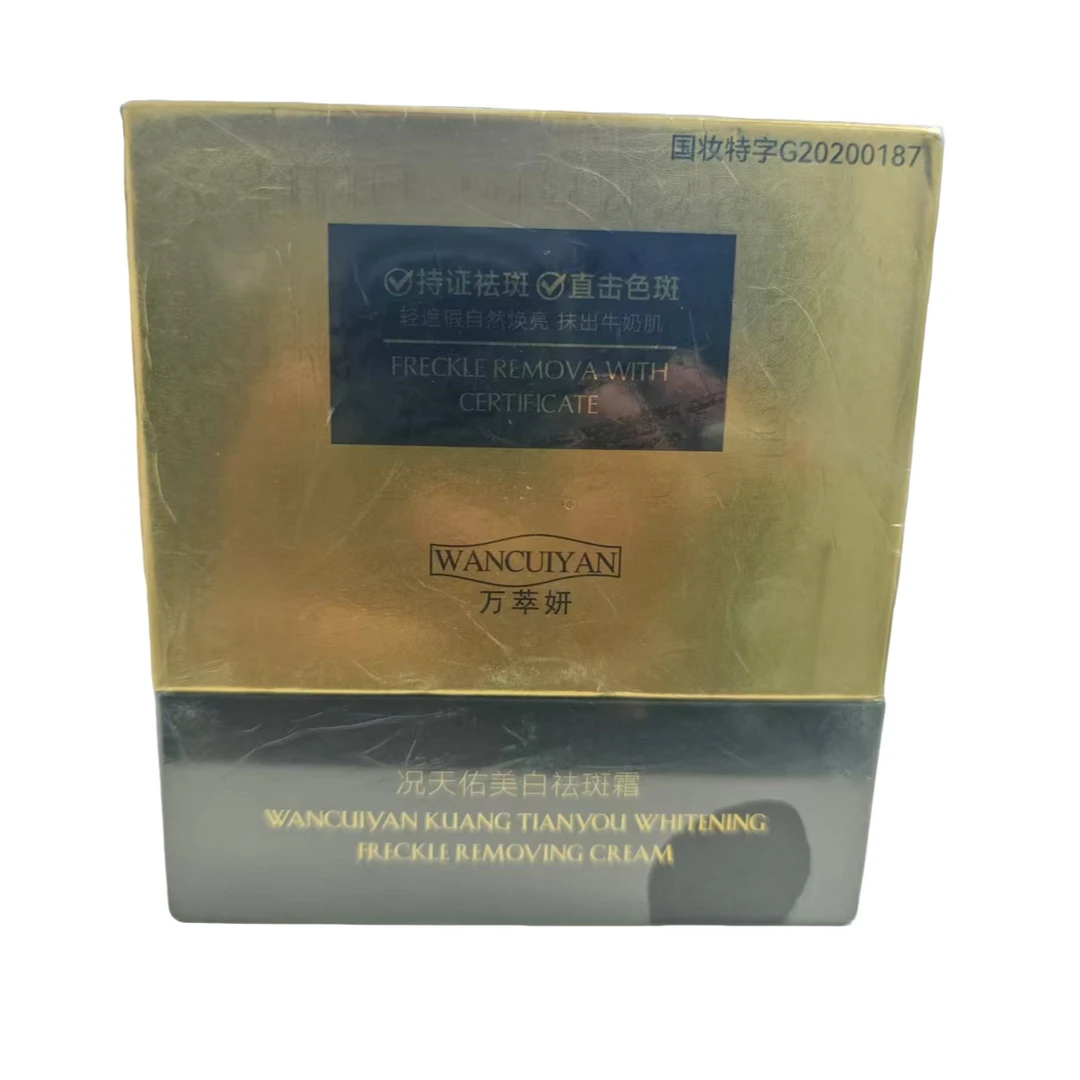 国妆特字G20200187
持证祛斑 直击色斑
轻遮瑕自然焕亮 抹出牛奶肌
FRECKLE REMOVA WITH
CERTIFICATE
WANCUIYAN
万萃妍
况天佑美白祛斑霜
WANCUIYAN KUANG TIANYOU WHITENING
FRECKLE REMOVING CREAM